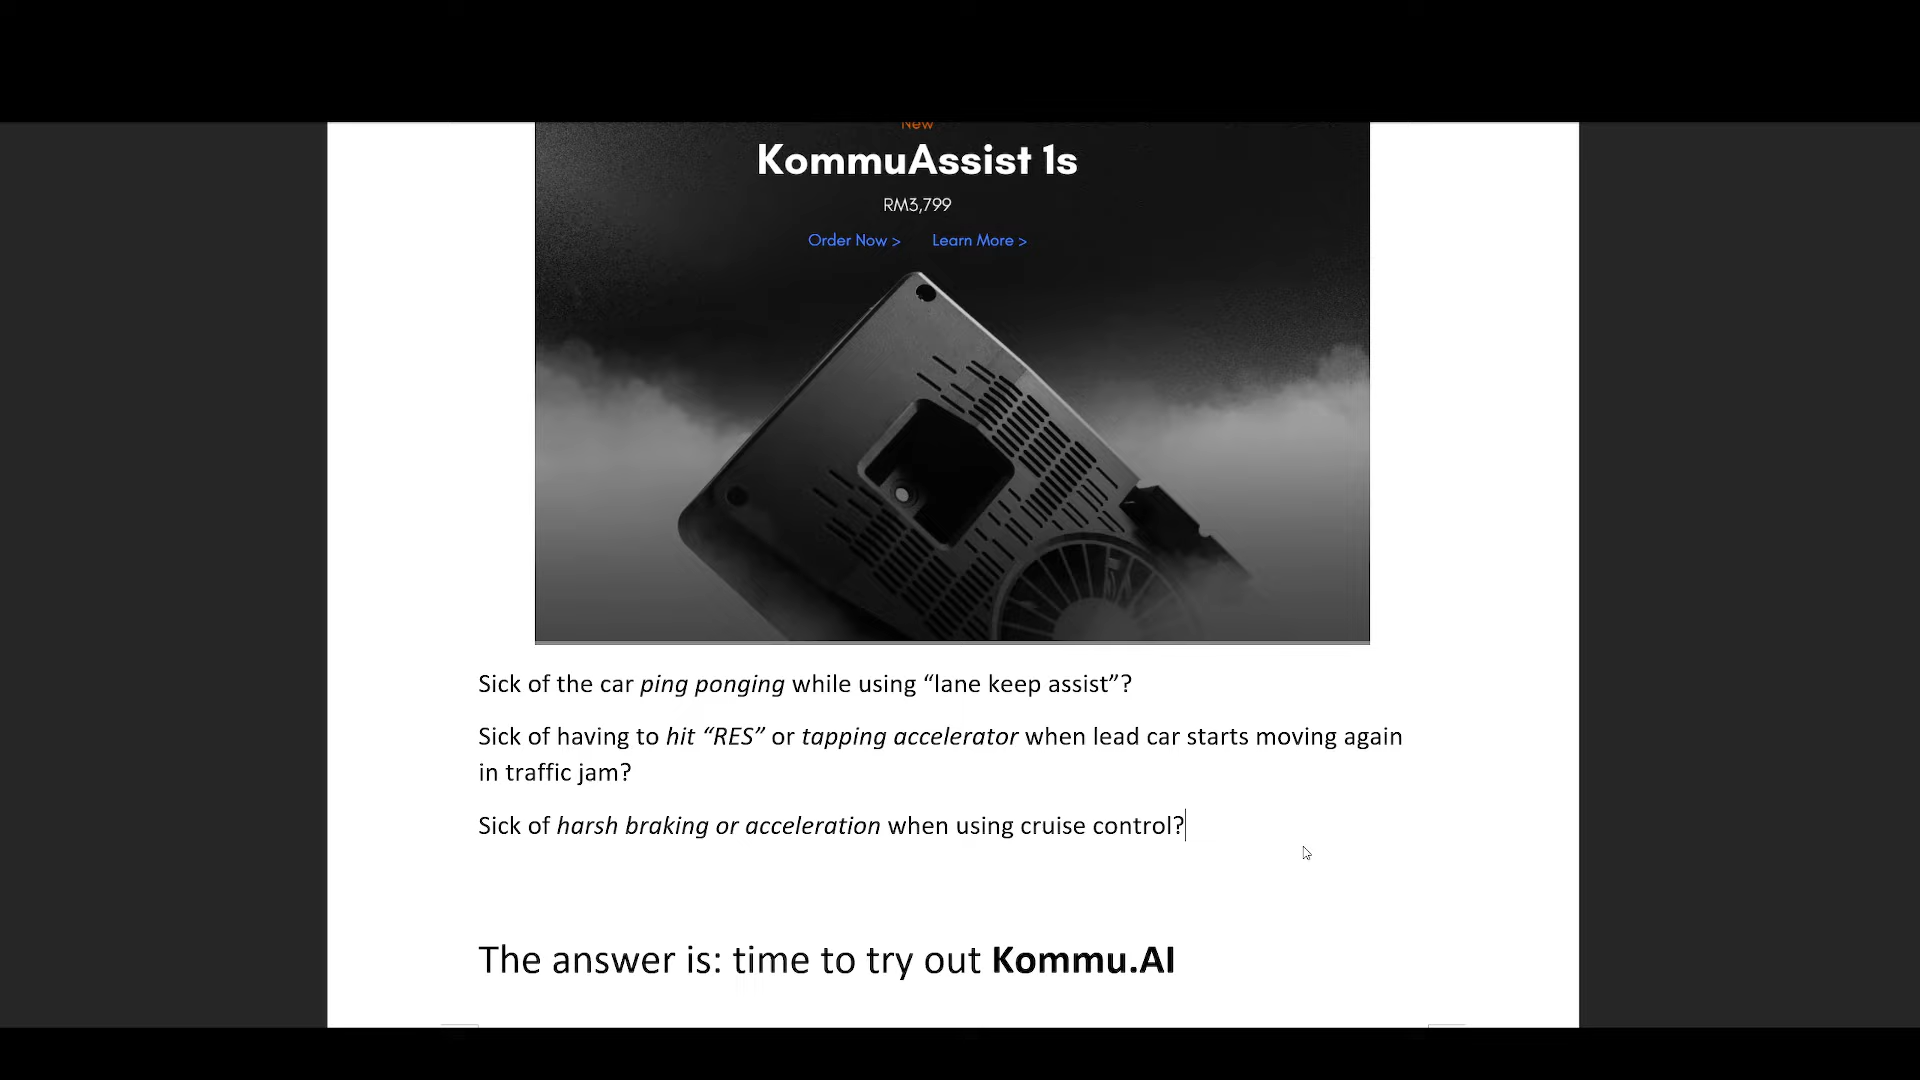 New
KommuAssist 1s
RM3,799
Order Now > Learn More >
Sick of the car ping ponging while using “lane keep assist”?
Sick of having to hit “RES” or tapping accelerator when lead car starts moving again
in traffic jam?
Sick of harsh braking or acceleration when using cruise control?
The answer is: time to try out Kommu.AI